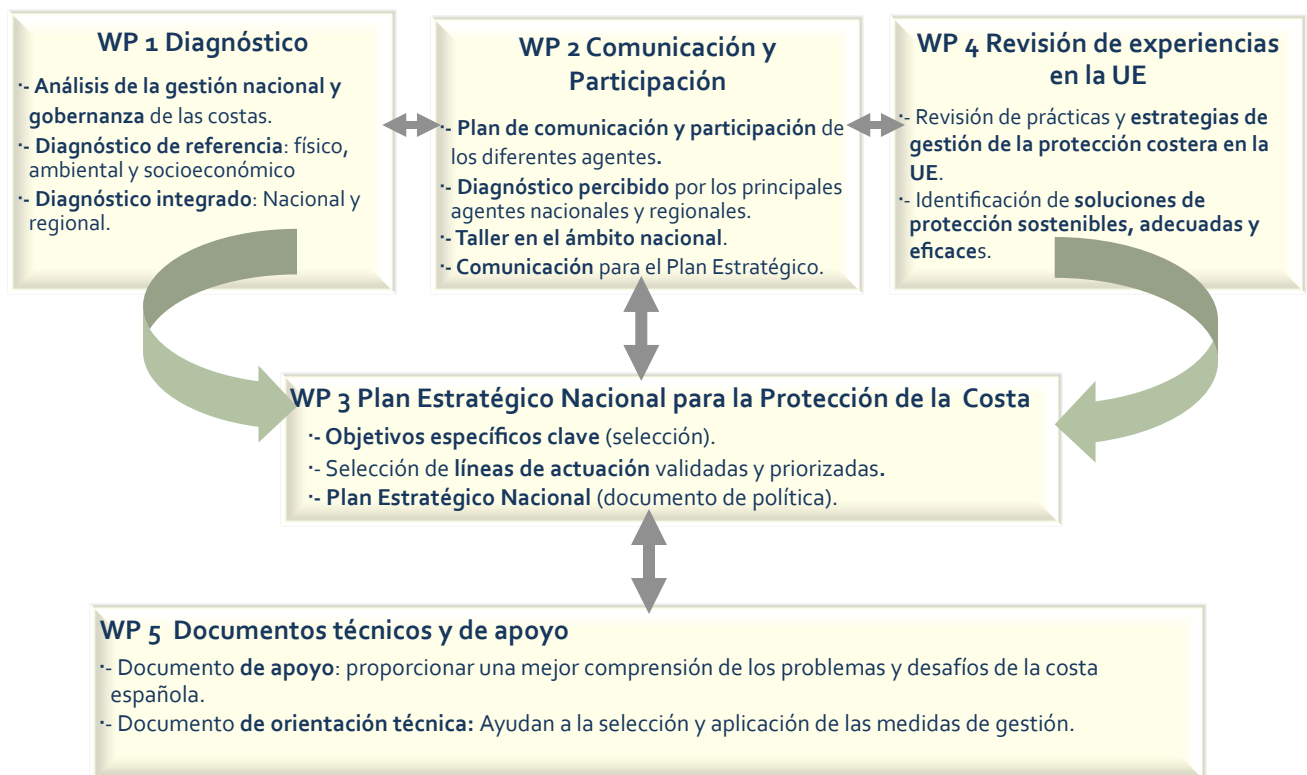 WP 1 Diagnóstico
·- Análisis de la gestión nacional y
gobernanza de las costas.
·- Diagnóstico de referencia: físico,
ambiental y socioeconómico
·- Diagnóstico integrado: Nacional y
regional.
WP 2 Comunicación y
Participación
·- Plan de comunicación y participación de
los diferentes agentes.
·- Diagnóstico percibido por los principales
agentes nacionales y regionales.
·- Taller en el ámbito nacional.
·- Comunicación para el Plan Estratégico.
WP 4 Revisión de experiencias
en la UE
·- Revisión de prácticas y estrategias de
gestión de la protección costera en la
UE.
·- Identificación de soluciones de
protección sostenibles, adecuadas y
eficaces.
WP 3 Plan Estratégico Nacional para la Protección de la Costa
·- Objetivos específicos clave (selección).
·- Selección de líneas de actuación validadas y priorizadas.
·- Plan Estratégico Nacional (documento de política).
WP 5 Documentos técnicos y de apoyo
·- Documento de apoyo: proporcionar una mejor comprensión de los problemas y desafíos de la costa
española.
·- Documento de orientación técnica: Ayudan a la selección y aplicación de las medidas de gestión.